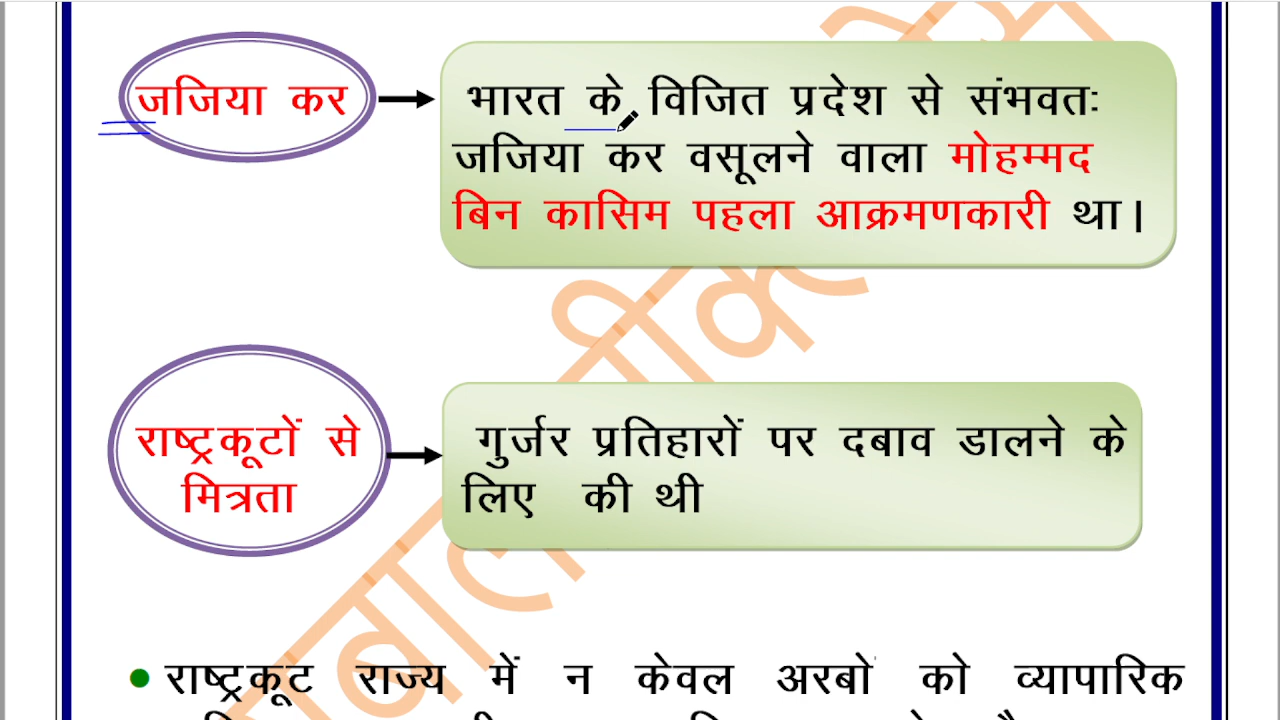 जजिया कर
भारत के विजित प्रदेश से संभवतः
जजिया कर वसूलने वाला मोहम्मद
बिन कासिम पहला आक्रमणकारी था।
राष्ट्रकूटों से
मित्रता
गुर्जर प्रतिहारों पर दबाव डालने के
लिए की थी
राष्ट्रकूट राज्य में न केवल अरबों को व्यापारिक